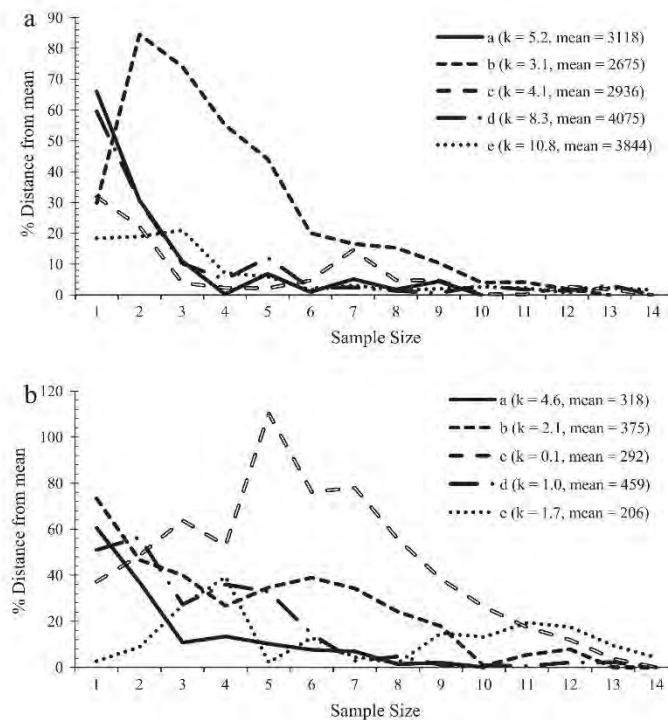 a
90
80
70
60
50
40
30
20
10
0
% Distance from mean
a (k = 5.2, mean = 3118)
b (k = 3.1, mean = 2675)
c (k = 4.1, mean = 2936)
d (k = 8.3, mean = 4075)
e (k = 10.8, mean = 3844)
1 2 3 4 5 6 7 8 9 10 11 12 13 14
Sample Size
b
120
100
80
60
40
20
0
% Distance from mean
a (k = 4.6, mean = 318)
b (k = 2.1, mean = 375)
c (k = 0.1, mean = 292)
d (k = 1.0, mean = 459)
e (k = 1.7, mean = 206)
1 2 3 4 5 6 7 8 9 10 11 12 13 14
Sample Size